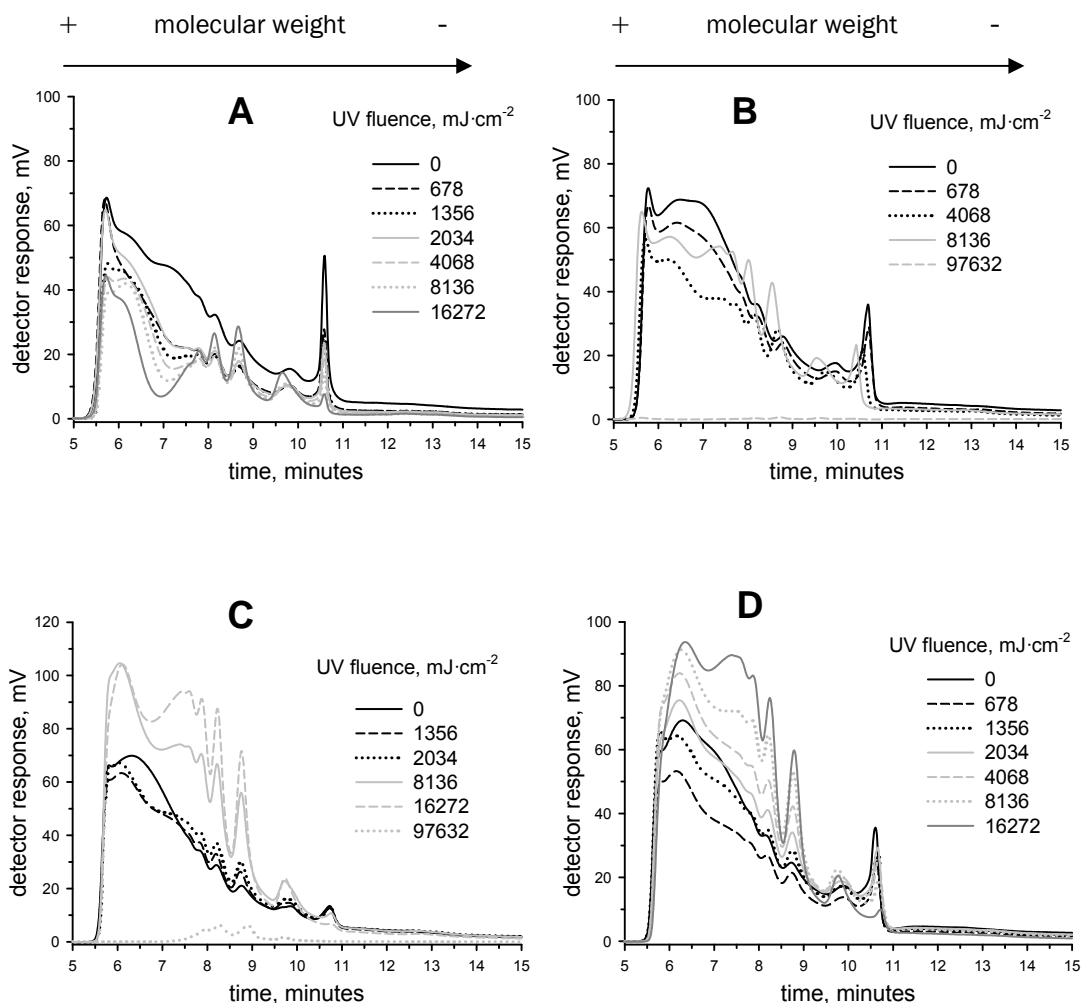 + molecular weight -
+ molecular weight -
A
UV fluence, mJ·cm-2
0
678
1356
2034
4068
8136
16272
detector response, mV
100
80
60
40
20
0
5 6 7 8 9 10 11 12 13 14 15
time, minutes
B
UV fluence, mJ·cm-2
0
678
4068
8136
97632
detector response, mV
100
80
60
40
20
0
5 6 7 8 9 10 11 12 13 14 15
time, minutes
C
UV fluence, mJ·cm-2
0
1356
2034
8136
16272
97632
detector response, mV
120
100
80
60
40
20
0
5 6 7 8 9 10 11 12 13 14 15
time, minutes
D
UV fluence, mJ·cm-2
0
678
1356
2034
4068
8136
16272
detector response, mV
100
80
60
40
20
0
5 6 7 8 9 10 11 12 13 14 15
time, minutes